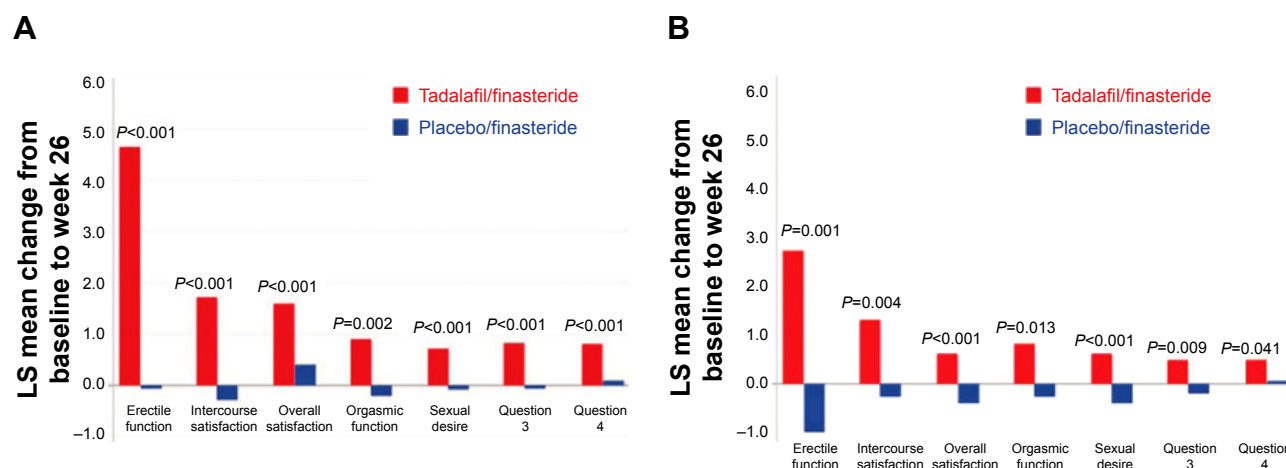 A
LS mean change from
baseline to week 26
6.0
5.0
4.0
3.0
2.0
1.0
0.0
–1.0
Tadalafil/finasteride
Placebo/finasteride
P<0.001
P<0.001
P<0.001
P=0.002
P<0.001
P<0.001
P<0.001
Erectile
function
Intercourse
satisfaction
Overall
satisfaction
Orgasmic
function
Sexual
desire
Question
3
Question
4
B
LS mean change from
baseline to week 26
6.0
5.0
4.0
3.0
2.0
1.0
0.0
–1.0
Tadalafil/finasteride
Placebo/finasteride
P=0.001
P=0.004
P<0.001
P=0.013
P<0.001
P=0.009
P=0.041
Erectile
function
Intercourse
satisfaction
Overall
satisfaction
Orgasmic
function
Sexual
desire
Question
3
Question
4